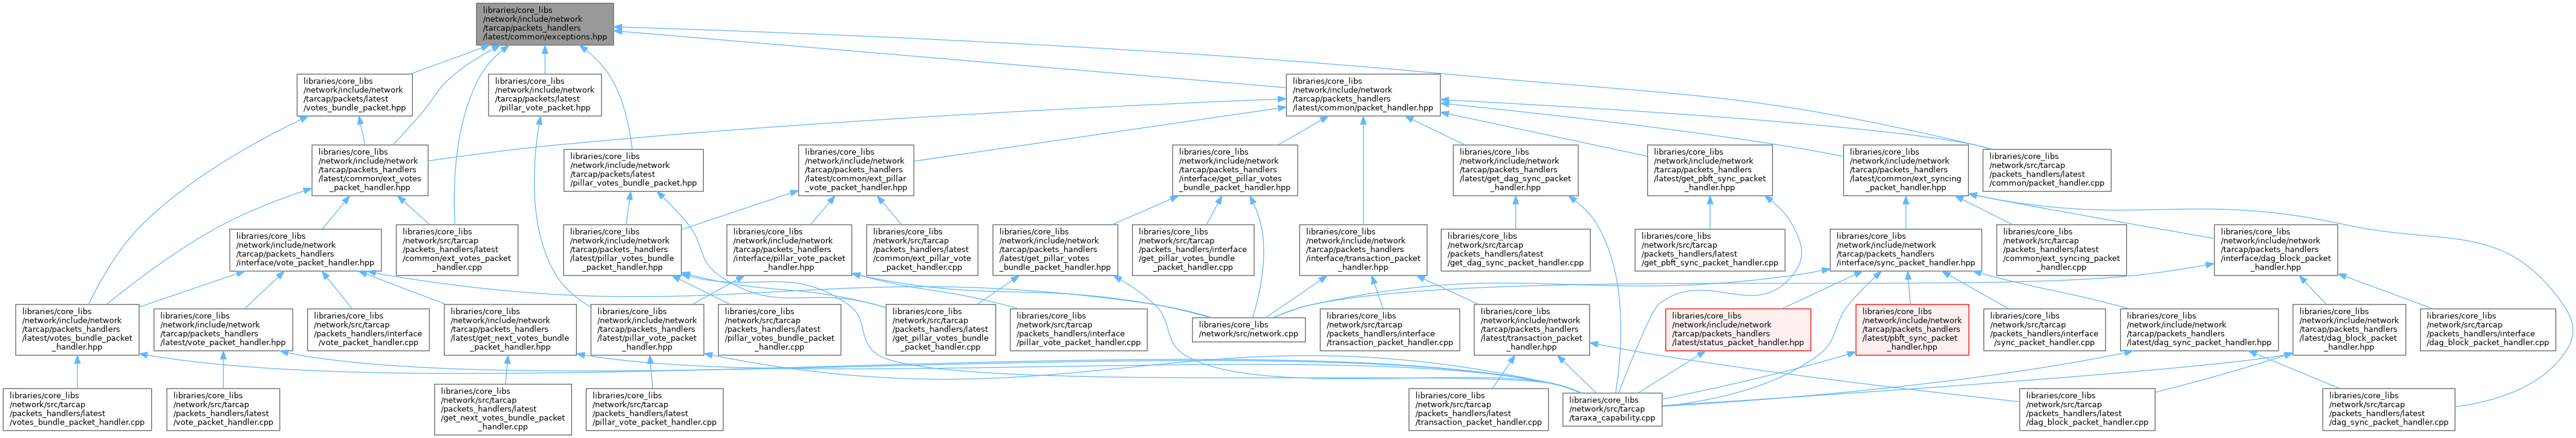 libraries/core_libs
/network/include/network
/tarcap/packets_handlers
/latest/common/exceptions.hpp
libraries/core_libs
/network/include/network
/tarcap/packets/latest
/votes_bundle_packet.hpp
libraries/core_libs
/network/include/network
/tarcap/packets/latest
/pillar_vote_packet.hpp
libraries/core_libs
/network/include/network
/tarcap/packets_handlers
/latest/common/packet_handler.hpp
libraries/core_libs
/network/include/network
/tarcap/packets_handlers
/latest/common/ext_votes
_packet_handler.hpp
libraries/core_libs
/network/include/network
/tarcap/packets/latest
/pillar_votes_bundle_packet.hpp
libraries/core_libs
/network/include/network
/tarcap/packets_handlers
/latest/common/ext_pillar
_vote_packet_handler.hpp
libraries/core_libs
/network/include/network
/tarcap/packets_handlers
/interface/get_pillar_votes
_bundle_packet_handler.hpp
libraries/core_libs
/network/include/network
/tarcap/packets_handlers
/latest/get_dag_sync_packet
_handler.hpp
libraries/core_libs
/network/include/network
/tarcap/packets_handlers
/latest/get_pbft_sync_packet
_handler.hpp
libraries/core_libs
/network/include/network
/tarcap/packets_handlers
/latest/common/ext_syncing
_packet_handler.hpp
libraries/core_libs
/network/src/tarcap
/packets_handlers/latest
/common/packet_handler.cpp
libraries/core_libs
/network/include/network
/tarcap/packets_handlers
/interface/vote_packet_handler.hpp
libraries/core_libs
/network/src/tarcap
/packets_handlers/latest
/common/ext_votes_packet
_handler.cpp
libraries/core_libs
/network/include/network
/tarcap/packets_handlers
/latest/pillar_votes_bundle
_packet_handler.hpp
libraries/core_libs
/network/include/network
/tarcap/packets_handlers
/interface/pillar_vote_packet
_handler.hpp
libraries/core_libs
/network/src/tarcap
/packets_handlers/latest
/common/ext_pillar_vote
_packet_handler.cpp
libraries/core_libs
/network/include/network
/tarcap/packets_handlers
/latest/get_pillar_votes
_bundle_packet_handler.hpp
libraries/core_libs
/network/src/tarcap
/packets_handlers/interface
/get_pillar_votes_bundle
_packet_handler.cpp
libraries/core_libs
/network/include/network
/tarcap/packets_handlers
/interface/transaction_packet
_handler.hpp
libraries/core_libs
/network/src/tarcap
/packets_handlers/latest
/get_dag_sync_packet_handler.cpp
libraries/core_libs
/network/src/tarcap
/packets_handlers/latest
/get_pbft_sync_packet_handler.cpp
libraries/core_libs
/network/include/network
/tarcap/packets_handlers
/interface/sync_packet_handler.hpp
libraries/core_libs
/network/src/tarcap
/packets_handlers/latest
/common/ext_syncing_packet
_handler.cpp
libraries/core_libs
/network/include/network
/tarcap/packets_handlers
/interface/dag_block_packet
_handler.hpp
libraries/core_libs
/network/include/network
/tarcap/packets_handlers
/latest/votes_bundle_packet
_handler.hpp
libraries/core_libs
/network/include/network
/tarcap/packets_handlers
/latest/vote_packet_handler.hpp
libraries/core_libs
/network/src/tarcap
/packets_handlers/interface
/vote_packet_handler.cpp
libraries/core_libs
/network/include/network
/tarcap/packets_handlers
/latest/get_next_votes_bundle
_packet_handler.hpp
libraries/core_libs
/network/include/network
/tarcap/packets_handlers
/latest/pillar_vote_packet
_handler.hpp
libraries/core_libs
/network/src/tarcap
/packets_handlers/latest
/pillar_votes_bundle_packet
_handler.cpp
libraries/core_libs
/network/src/tarcap
/packets_handlers/latest
/get_pillar_votes_bundle
_packet_handler.cpp
libraries/core_libs
/network/src/tarcap
/packets_handlers/interface
/pillar_vote_packet_handler.cpp
libraries/core_libs
/network/src/network.cpp
libraries/core_libs
/network/src/tarcap
/packets_handlers/interface
/transaction_packet_handler.cpp
libraries/core_libs
/network/include/network
/tarcap/packets_handlers
/latest/transaction_packet
_handler.hpp
libraries/core_libs
/network/include/network
/tarcap/packets_handlers
/latest/status_packet_handler.hpp
libraries/core_libs
/network/include/network
/tarcap/packets_handlers
/latest/pbft_sync_packet
_handler.hpp
libraries/core_libs
/network/src/tarcap
/packets_handlers/interface
/sync_packet_handler.cpp
libraries/core_libs
/network/include/network
/tarcap/packets_handlers
/latest/dag_sync_packet_handler.hpp
libraries/core_libs
/network/include/network
/tarcap/packets_handlers
/latest/dag_block_packet
_handler.hpp
libraries/core_libs
/network/src/tarcap
/packets_handlers/interface
/dag_block_packet_handler.cpp
libraries/core_libs
/network/src/tarcap
/packets_handlers/latest
/votes_bundle_packet_handler.cpp
libraries/core_libs
/network/src/tarcap
/packets_handlers/latest
/vote_packet_handler.cpp
libraries/core_libs
/network/src/tarcap
/packets_handlers/latest
/get_next_votes_bundle_packet
_handler.cpp
libraries/core_libs
/network/src/tarcap
/packets_handlers/latest
/pillar_vote_packet_handler.cpp
libraries/core_libs
/network/src/tarcap
/packets_handlers/latest
/transaction_packet_handler.cpp
libraries/core_libs
/network/src/tarcap
/taraxa_capability.cpp
libraries/core_libs
/network/src/tarcap
/packets_handlers/latest
/dag_block_packet_handler.cpp
libraries/core_libs
/network/src/tarcap
/packets_handlers/latest
/dag_sync_packet_handler.cpp